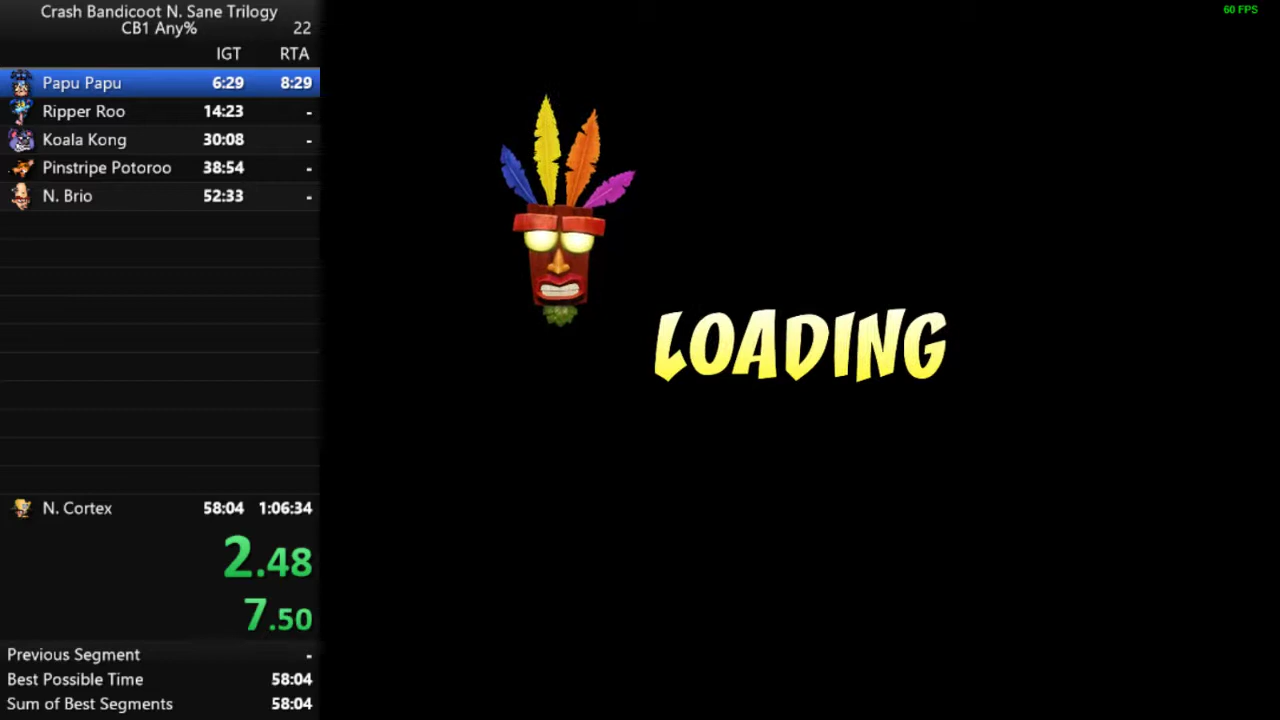 Crash Bandicoot N. Sane Trilogy
CB1 Any% 22
IGT RTA
Papu Papu 6:29 8:29
Ripper Roo 14:23 -
Koala Kong 30:08 -
Pinstripe Potoroo 38:54 -
N. Brio 52:33 -
N. Cortex 58:04 1:06:34
2.48
7.50
Previous Segment -
Best Possible Time 58:04
Sum of Best Segments 58:04
LOADING
60 FPS